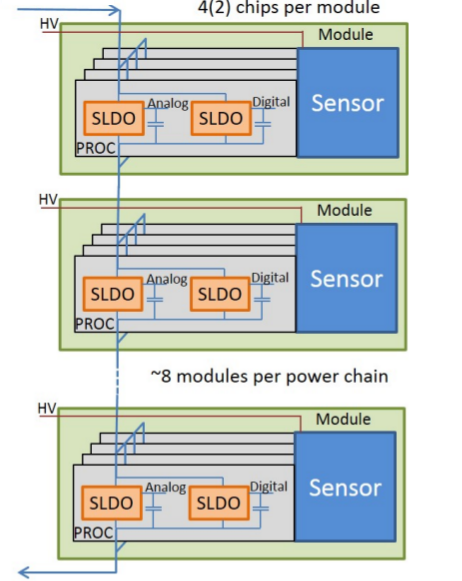 4(2) chips per module
HV
Module
Analog
Digital
SLDO
SLDO
Sensor
PROC
HV
Module
Analog
Digital
SLDO
SLDO
Sensor
PROC
~8 modules per power chain
HV
Module
Analog
Digital
SLDO
SLDO
Sensor
PROC